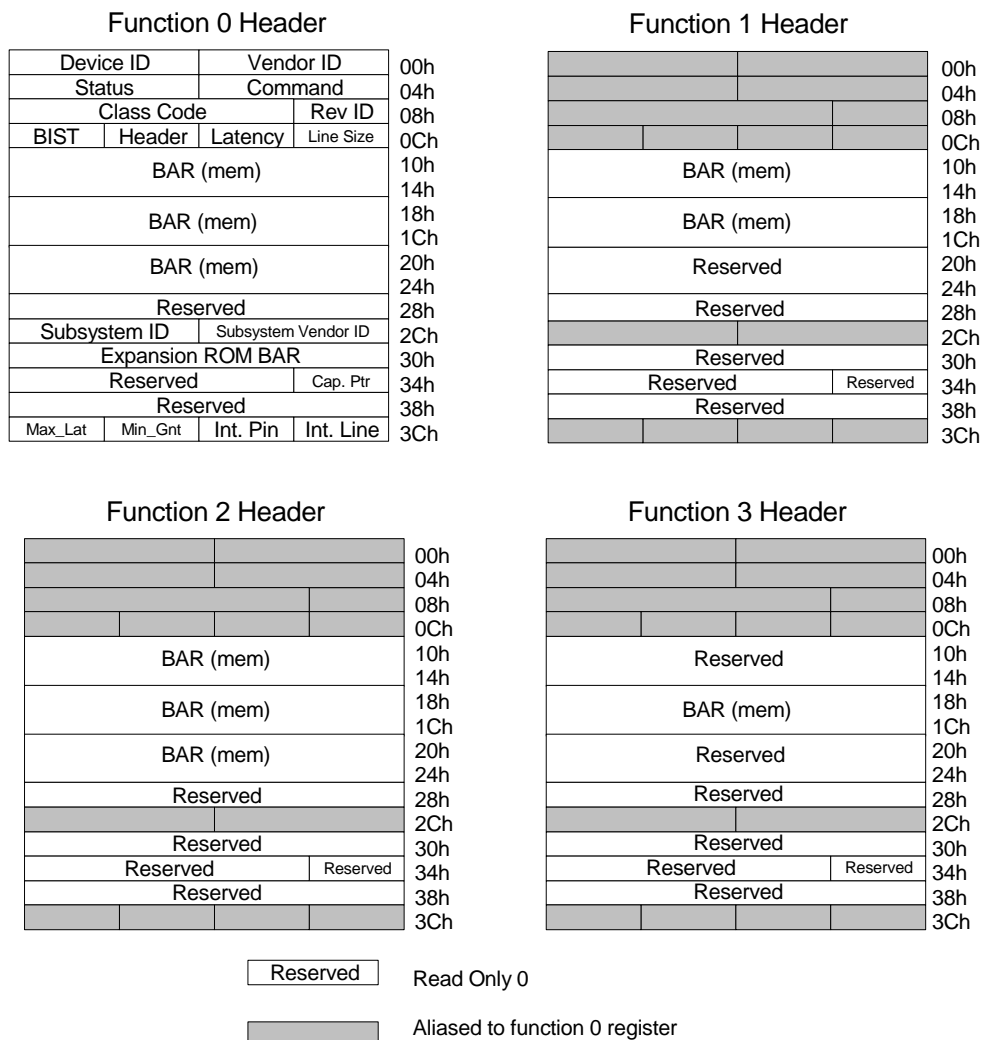 Function 0 Header
Device ID Vendor ID 00h
Status Command 04h
Class Code Rev ID 08h
BIST Header Latency Line Size 0Ch
BAR (mem) 10h
14h
BAR (mem) 18h
1Ch
BAR (mem) 20h
24h
Reserved 28h
Subsystem ID Subsystem Vendor ID 2Ch
Expansion ROM BAR 30h
Reserved Cap. Ptr 34h
Reserved 38h
Max_Lat Min_Gnt Int. Pin Int. Line 3Ch
Function 1 Header
00h
04h
08h
0Ch
BAR (mem) 10h
14h
BAR (mem) 18h
1Ch
Reserved 20h
24h
Reserved 28h
2Ch
Reserved 30h
Reserved Reserved 34h
Reserved 38h
3Ch
Function 2 Header
00h
04h
08h
0Ch
BAR (mem) 10h
14h
BAR (mem) 18h
1Ch
BAR (mem) 20h
24h
Reserved 28h
2Ch
Reserved 30h
Reserved Reserved 34h
Reserved 38h
3Ch
Function 3 Header
00h
04h
08h
0Ch
Reserved 10h
14h
BAR (mem) 18h
1Ch
Reserved 20h
24h
Reserved 28h
2Ch
Reserved 30h
Reserved Reserved 34h
Reserved 38h
3Ch
Reserved Read Only 0
Aliased to function 0 register